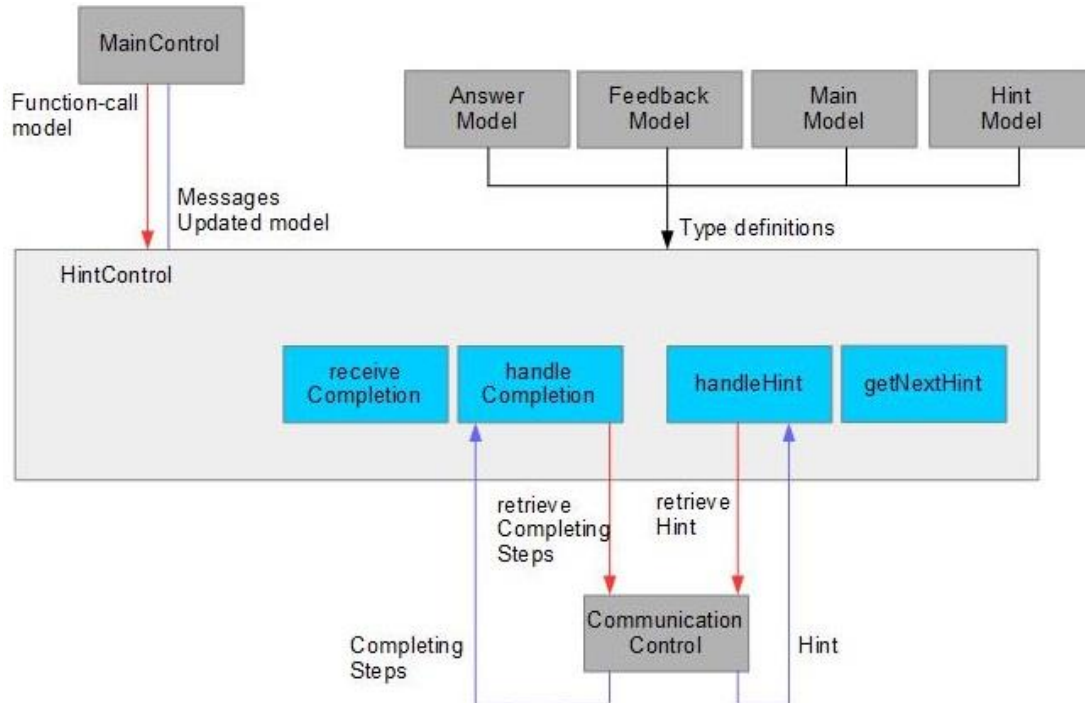 MainControl
Function-call
model
Answer
Model
Feedback
Model
Main
Model
Hint
Model
Messages
Updated model
Type definitions
HintControl
receive
Completion
handle
Completion
handleHint
getNextHint
retrieve
Completing
Steps
retrieve
Hint
Communication
Control
Completing
Steps
Hint